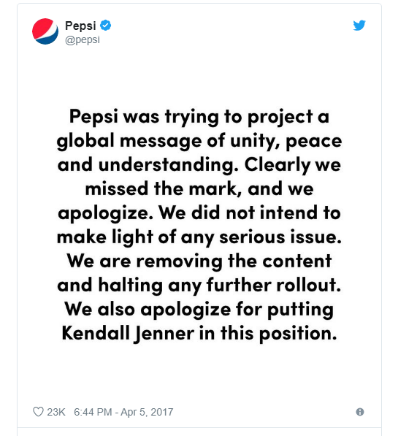 Pepsi
@pepsi
Pepsi was trying to project a
global message of unity, peace
and understanding. Clearly we
missed the mark, and we
apologize. We did not intend to
make light of any serious issue.
We are removing the content
and halting any further rollout.
We also apologize for putting
Kendall Jenner in this position.
23K 6:44 PM - Apr 5, 2017